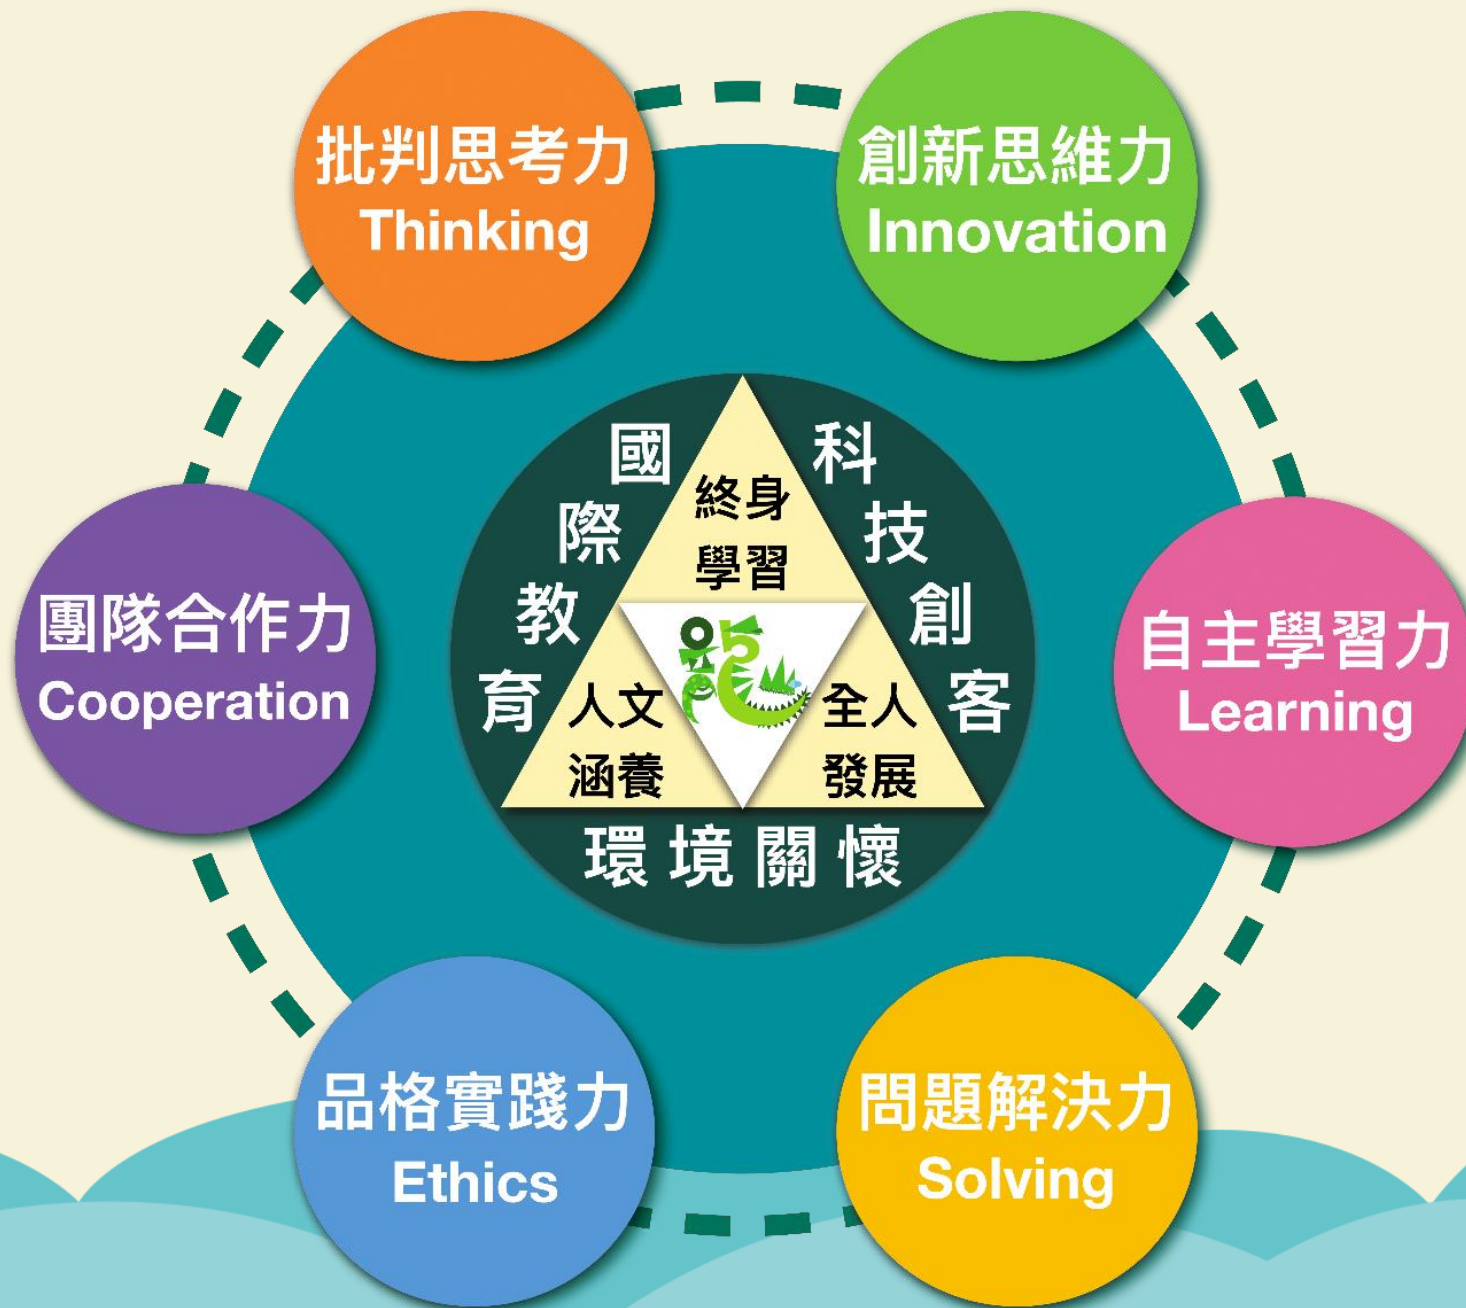 批判思考力
Thinking
創新思維力
Innovation
團隊合作力
Cooperation
自主學習力
Learning
品格實踐力
Ethics
問題解決力
Solving
國際教育
科技創客
環境關懷
終身
學習
人文
涵養
全人
發展